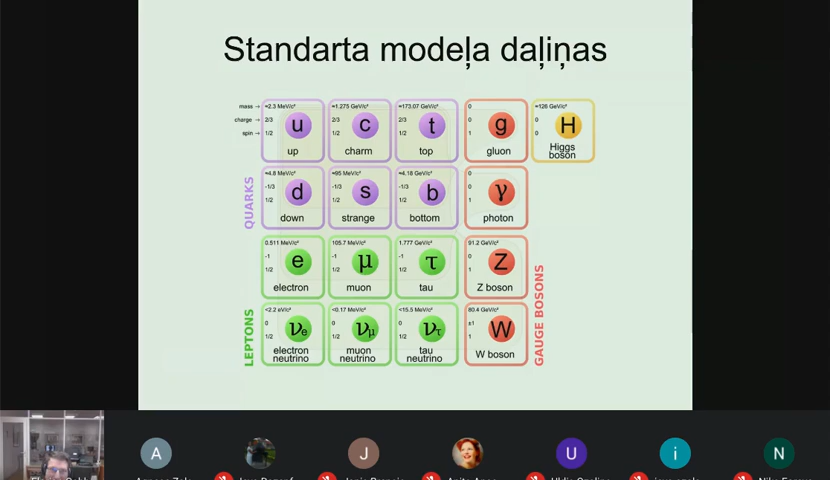 Standarta modeļa daļiņas
mass → ≈2.3 MeV/c² ≈1.275 GeV/c² ≈173.07 GeV/c² 0 ≈126 GeV/c²
charge → 2/3 u 2/3 c 2/3 t 0 g 0 H
spin → 1/2 1/2 1/2 1 0
up charm top gluon Higgs
boson
≈4.8 MeV/c² ≈95 MeV/c² ≈4.18 GeV/c² 0
-1/3 d -1/3 s -1/3 b 0 γ
1/2 1/2 1/2 1
down strange bottom photon
QUARKS
0.511 MeV/c² 105.7 MeV/c² 1.777 GeV/c² 91.2 GeV/c²
-1 e -1 μ -1 τ 0 Z
1/2 1/2 1/2 1
electron muon tau Z boson
<2.2 eV/c² <0.17 MeV/c² <15.5 MeV/c² 80.4 GeV/c²
0 νe 0 νμ 0 ντ ±1 W
1/2 1/2 1/2 1
electron muon tau W boson
neutrino neutrino neutrino
LEPTONS
GAUGE BOSONS
A J U i N